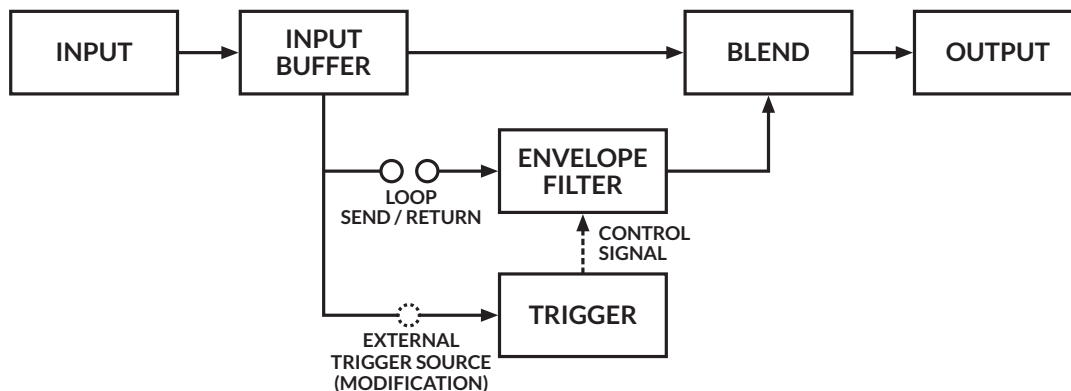 INPUT
INPUT
BUFFER
BLEND
OUTPUT
LOOP
SEND / RETURN
ENVELOPE
FILTER
CONTROL
SIGNAL
EXTERNAL
TRIGGER SOURCE
(MODIFICATION)
TRIGGER